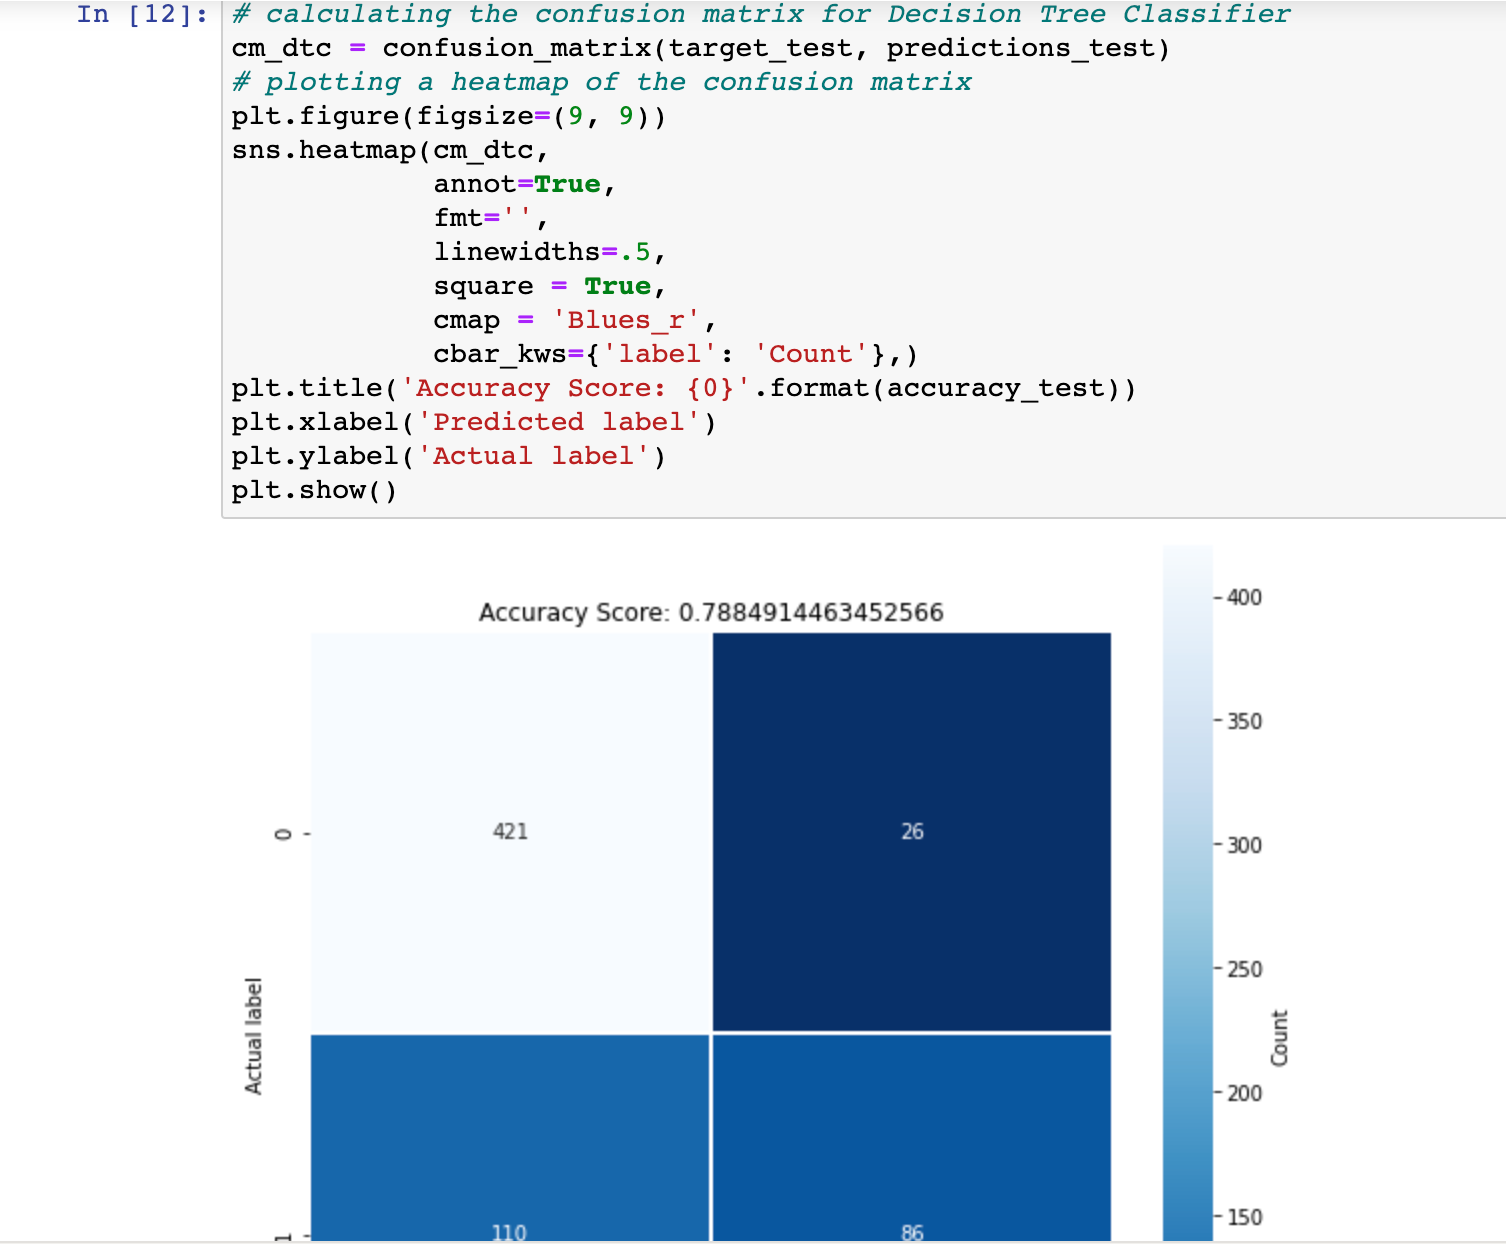 In [12]:
# calculating the confusion matrix for Decision Tree Classifier
cm_dtc = confusion_matrix(target_test, predictions_test)
# plotting a heatmap of the confusion matrix
plt.figure(figsize=(9, 9))
sns.heatmap(cm_dtc,
            annot=True,
            fmt='',
            linewidths=.5,
            square = True,
            cmap = 'Blues_r',
            cbar_kws={'label': 'Count'},)
plt.title('Accuracy Score: {0}'.format(accuracy_test))
plt.xlabel('Predicted label')
plt.ylabel('Actual label')
plt.show()
Accuracy Score: 0.7884914463452566
421
26
0
110
86
1
Actual label
400
350
300
250
200
150
Count